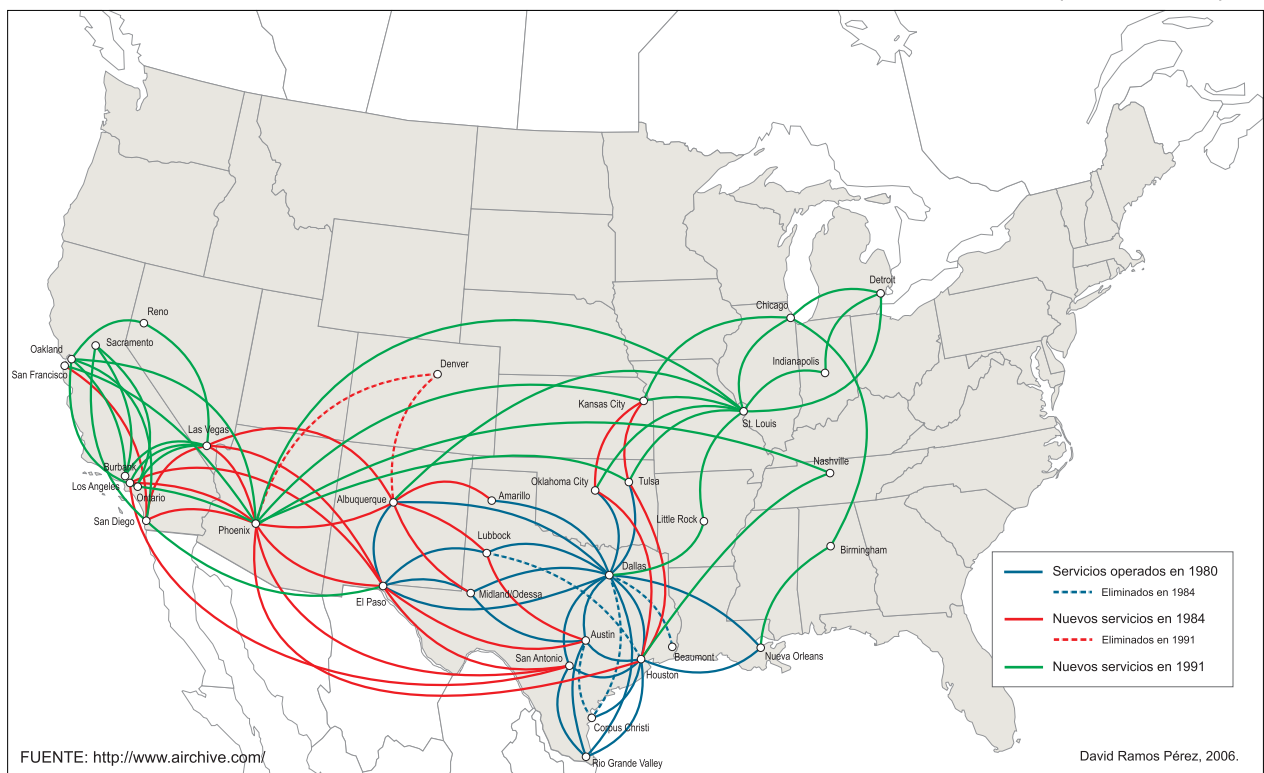 Detroit
Chicago
Reno
Sacramento
Oakland
San Francisco
Denver
Indianapolis
Kansas City
St. Louis
Las Vegas
Nashville
Burbank
Los Angeles
Ontario
Oklahoma City
Tulsa
Albuquerque
Amarillo
San Diego
Phoenix
Little Rock
Lubbock
Birmingham
Dallas
El Paso
Midland/Odessa
Austin
San Antonio
Beaumont
Nueva Orleans
Houston
Corpus Christi
Rio Grande Valley
Servicios operados en 1980
Eliminados en 1984
Nuevos servicios en 1984
Eliminados en 1991
Nuevos servicios en 1991
FUENTE: http://www.airchive.com/
David Ramos Pérez, 2006.